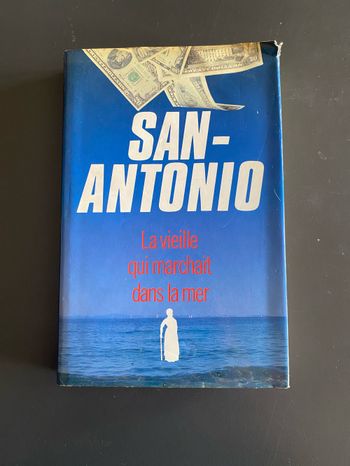 SAN-
ANTONIO
La vieille
qui marchait
dans la mer